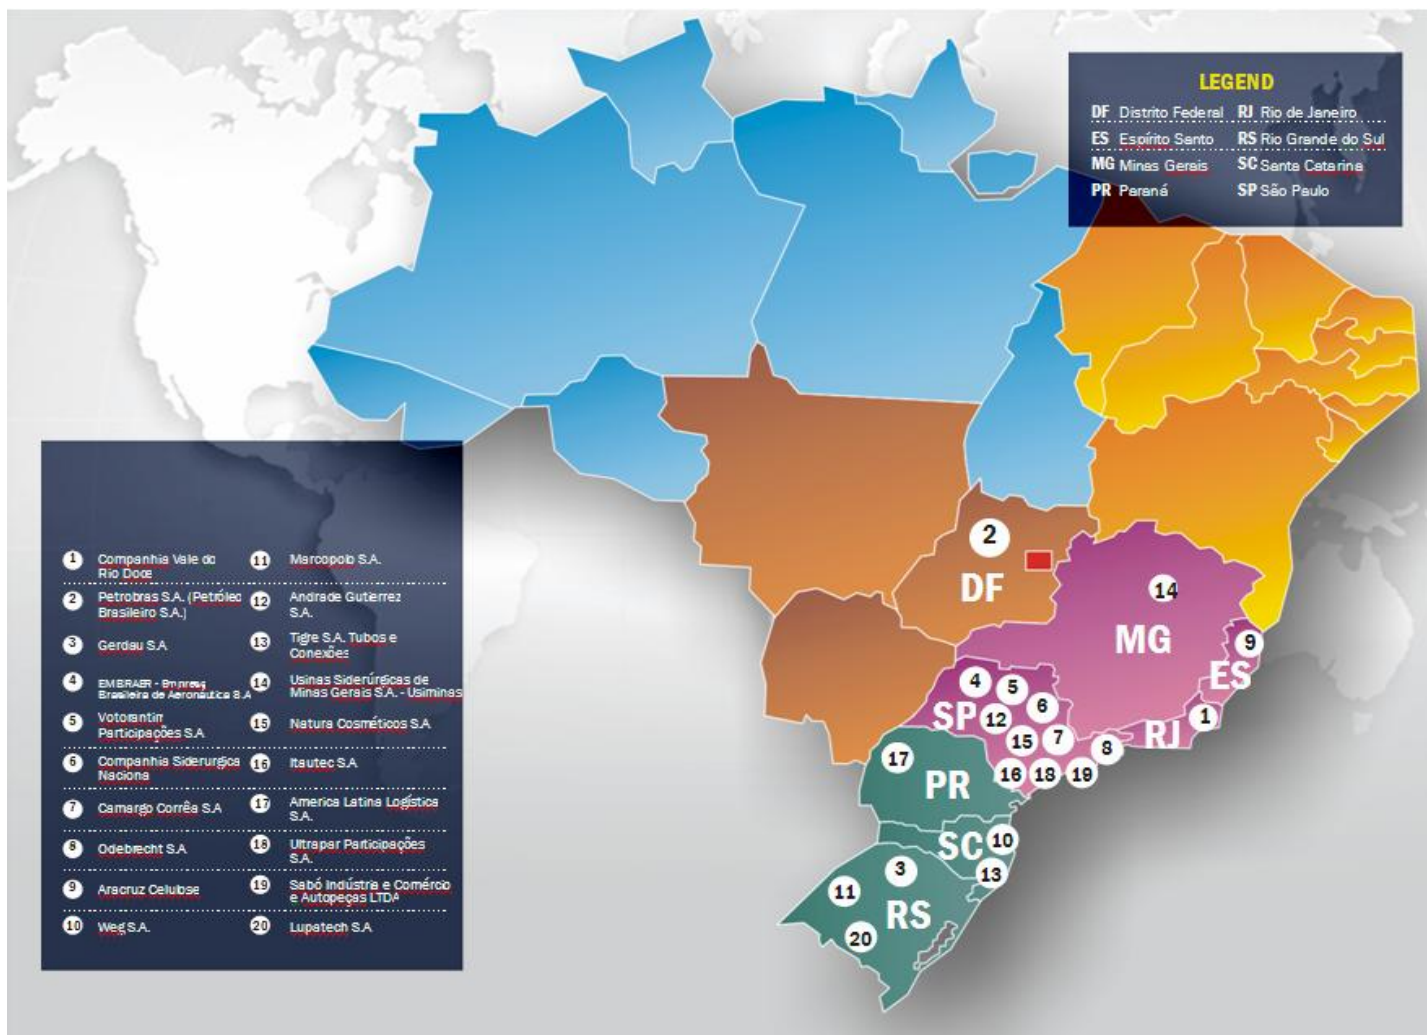 LEGEND
DF Distrito Federal RJ Rio de Janeiro
ES Espírito Santo RS Rio Grande do Sul
MG Minas Gerais SC Santa Catarina
PR Paraná SP São Paulo
2
DF
14
MG
9
ES
4
5
6
SP
12
15
7
8
RJ
1
16
18
19
17
PR
SC
10
13
3
11
RS
20
1 Companhia Vale do
Rio Doce
2 Petrobras S.A. (Petróleo
Brasileiro S.A.)
3 Gerdau S.A
4 EMBRAER - Empresa
Brasileira de Aeronáutica S.A
5 Votorantim
Participações S.A
6 Companhia Siderurgica
Naciona
7 Camargo Corrêa S.A
8 Odebrecht S.A
9 Aracruz Celulose
10 Weg S.A.
11 Marcopolo S.A.
12 Andrade Gutierrez
S.A.
13 Tigre S.A. Tubos e
Conexões
14 Usinas Siderúrgicas de
Minas Gerais S.A. - Usiminas
15 Natura Cosméticos S.A
16 Itautec S.A
17 America Latina Logística
S.A.
18 Ultrapar Participações
S.A.
19 Sabó Indústria e Comércio
e Autopeças LTDA
20 Lupatech S.A